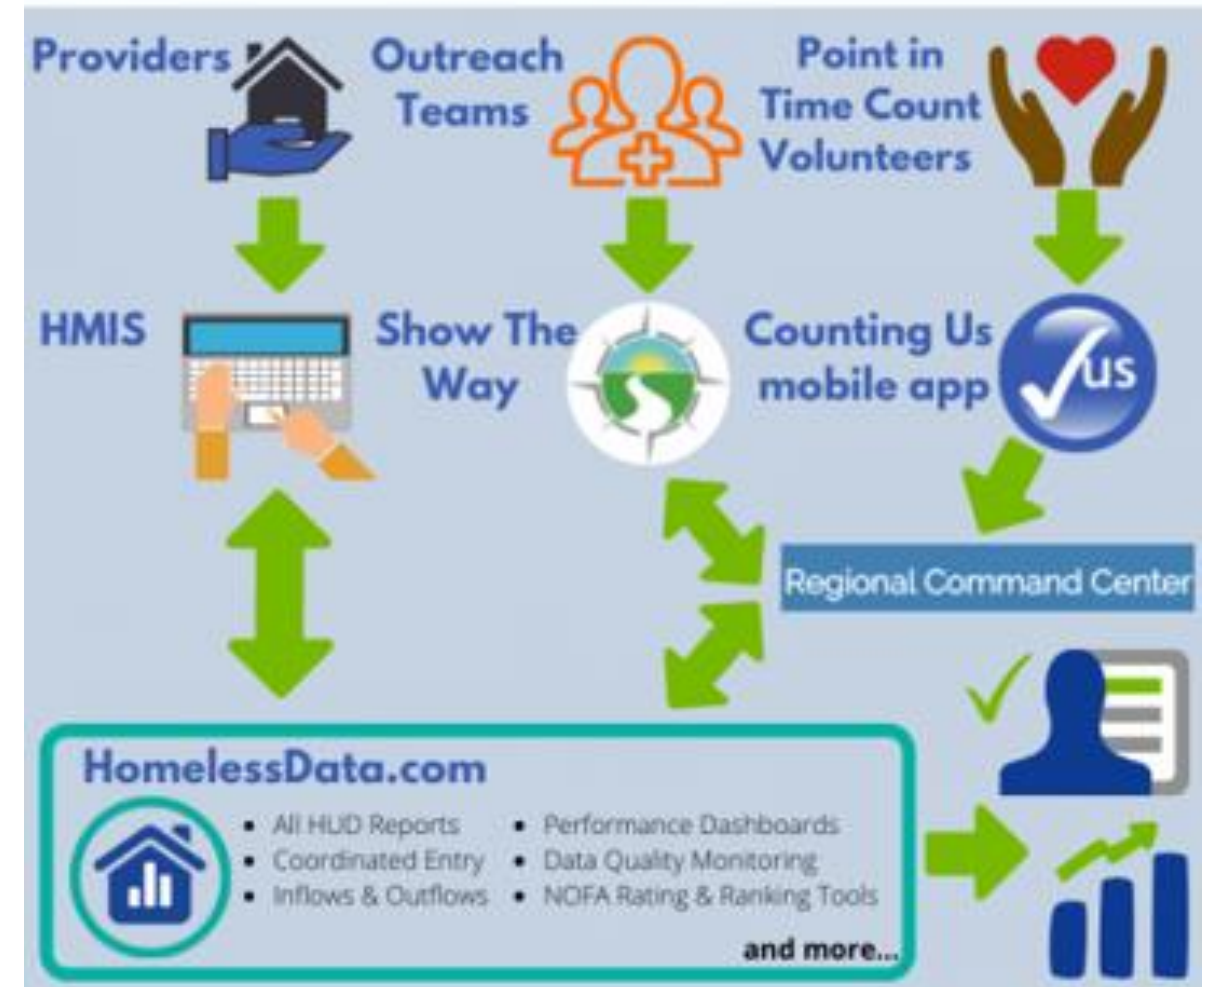 Providers
Outreach
Teams
Point in
Time Count
Volunteers
HMIS
Show The
Way
Counting Us
mobile app
us
Regional Command Center
HomelessData.com
• All HUD Reports
• Coordinated Entry
• Inflows & Outflows
• Performance Dashboards
• Data Quality Monitoring
• NOFA Rating & Ranking Tools
and more...